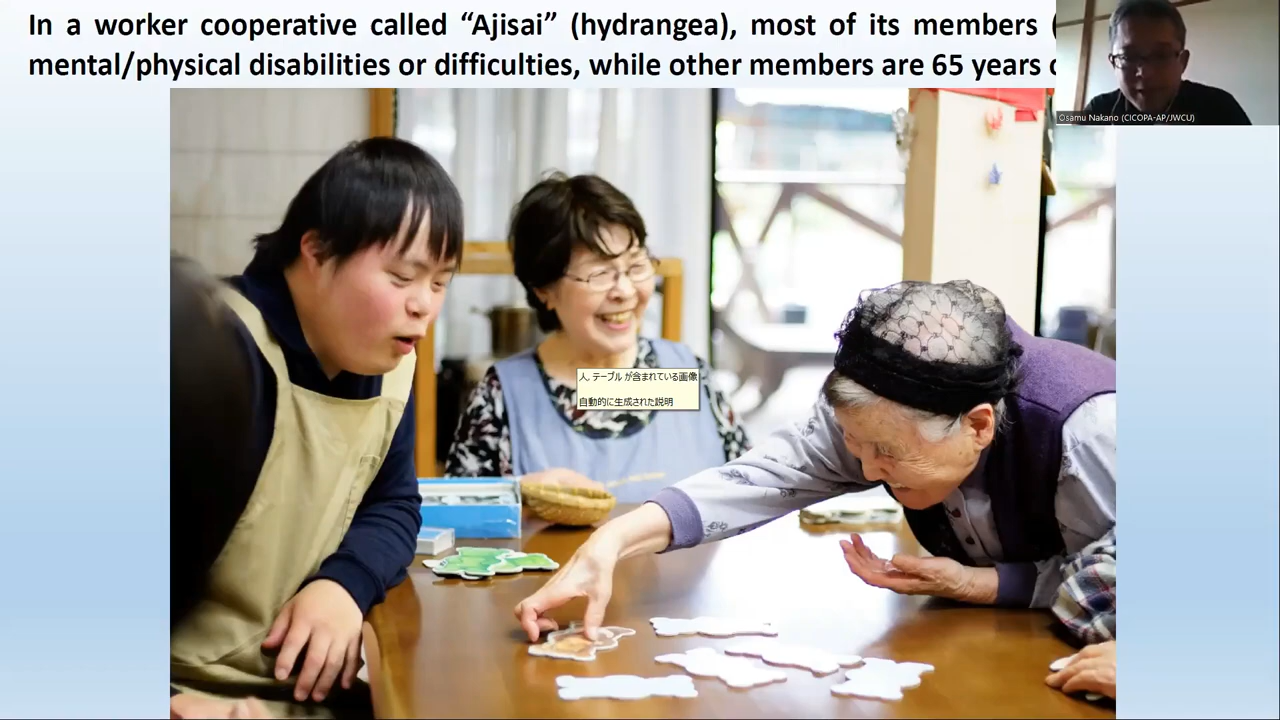 In a worker cooperative called “Ajisai” (hydrangea), most of its members (
mental/physical disabilities or difficulties, while other members are 65 years
Osamu Nakano (CICOPA-AP/JWCU)
人, テーブル が含まれている画像
自動的に生成された説明